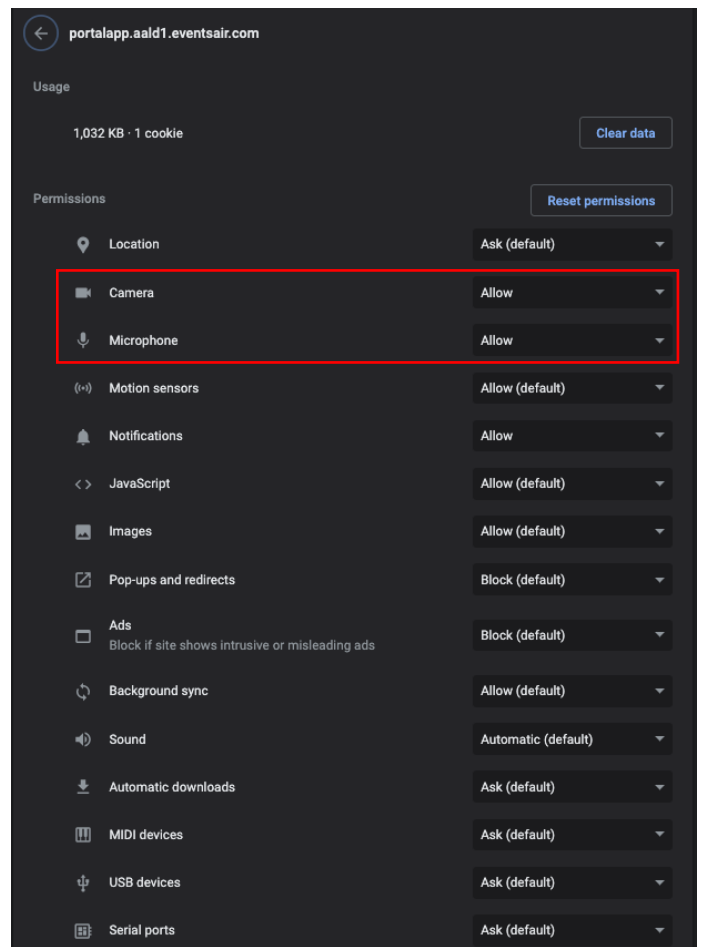 portalapp.aald1.eventsair.com
Usage
1,032 KB · 1 cookie
Clear data
Permissions
Reset permissions
Location
Ask (default)
Camera
Allow
Microphone
Allow
Motion sensors
Allow (default)
Notifications
Allow
JavaScript
Allow (default)
Images
Allow (default)
Pop-ups and redirects
Block (default)
Ads
Block if site shows intrusive or misleading ads
Block (default)
Background sync
Allow (default)
Sound
Automatic (default)
Automatic downloads
Ask (default)
MIDI devices
Ask (default)
USB devices
Ask (default)
Serial ports
Ask (default)